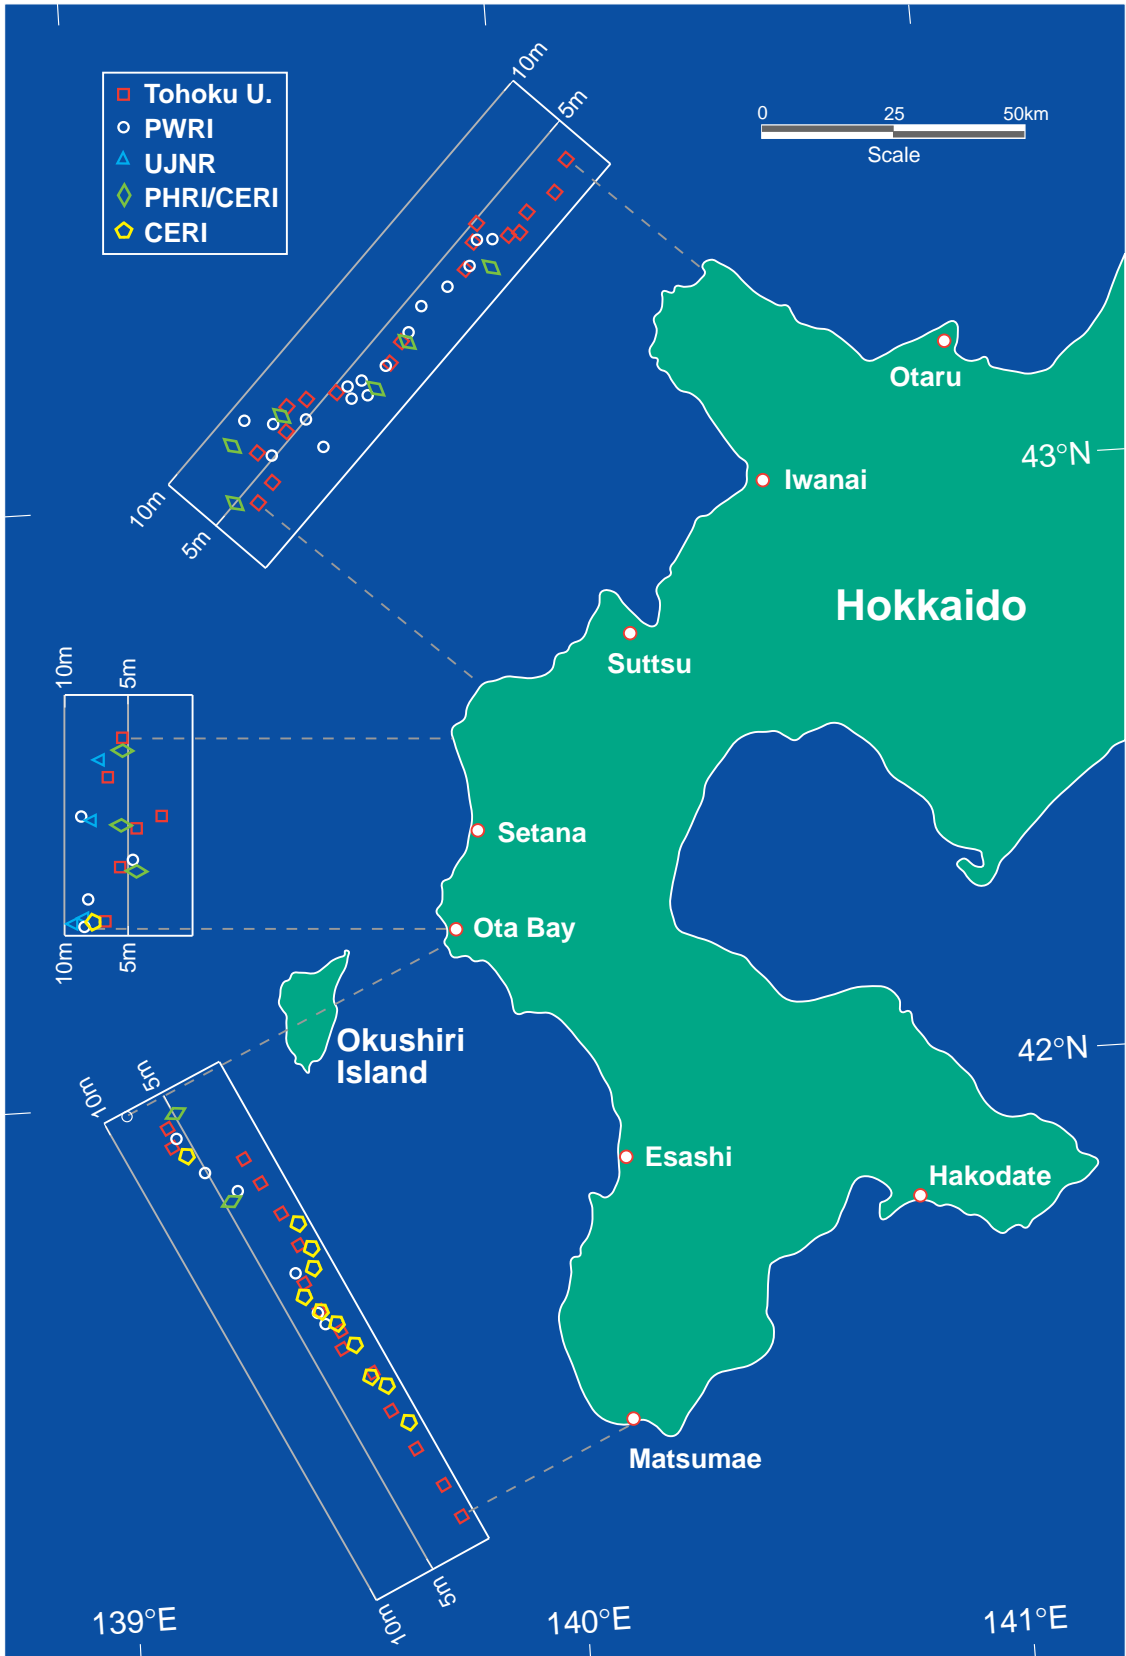 10m
5m
Tohoku U.
PWRI
UJNR
PHRI/CERI
CERI
0 25 50km
Scale
Otaru
43°N
Iwanai
10m
5m
Hokkaido
Suttsu
10m
5m
Setana
Ota Bay
10m
5m
Okushiri
Island
42°N
5m
10m
Esashi
Hakodate
Matsumae
5m
10m
139°E
140°E
141°E